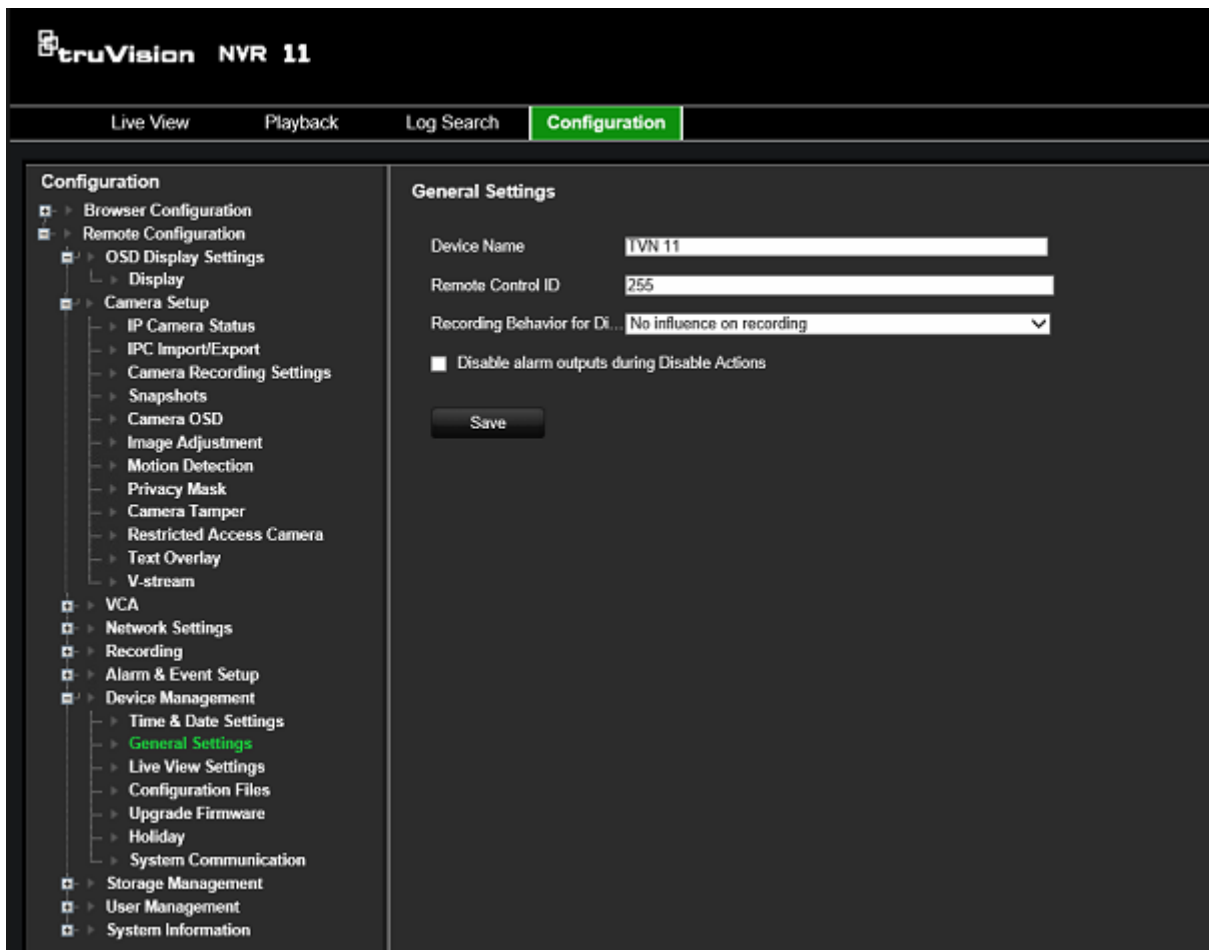 truVision NVR 11
Live View Playback Log Search Configuration
Configuration
Browser Configuration
Remote Configuration
OSD Display Settings
Display
Camera Setup
IP Camera Status
IPC Import/Export
Camera Recording Settings
Snapshots
Camera OSD
Image Adjustment
Motion Detection
Privacy Mask
Camera Tamper
Restricted Access Camera
Text Overlay
V-stream
VCA
Network Settings
Recording
Alarm & Event Setup
Device Management
Time & Date Settings
General Settings
Live View Settings
Configuration Files
Upgrade Firmware
Holiday
System Communication
Storage Management
User Management
System Information
General Settings
Device Name TVN 11
Remote Control ID 255
Recording Behavior for Di... No influence on recording
Disable alarm outputs during Disable Actions
Save